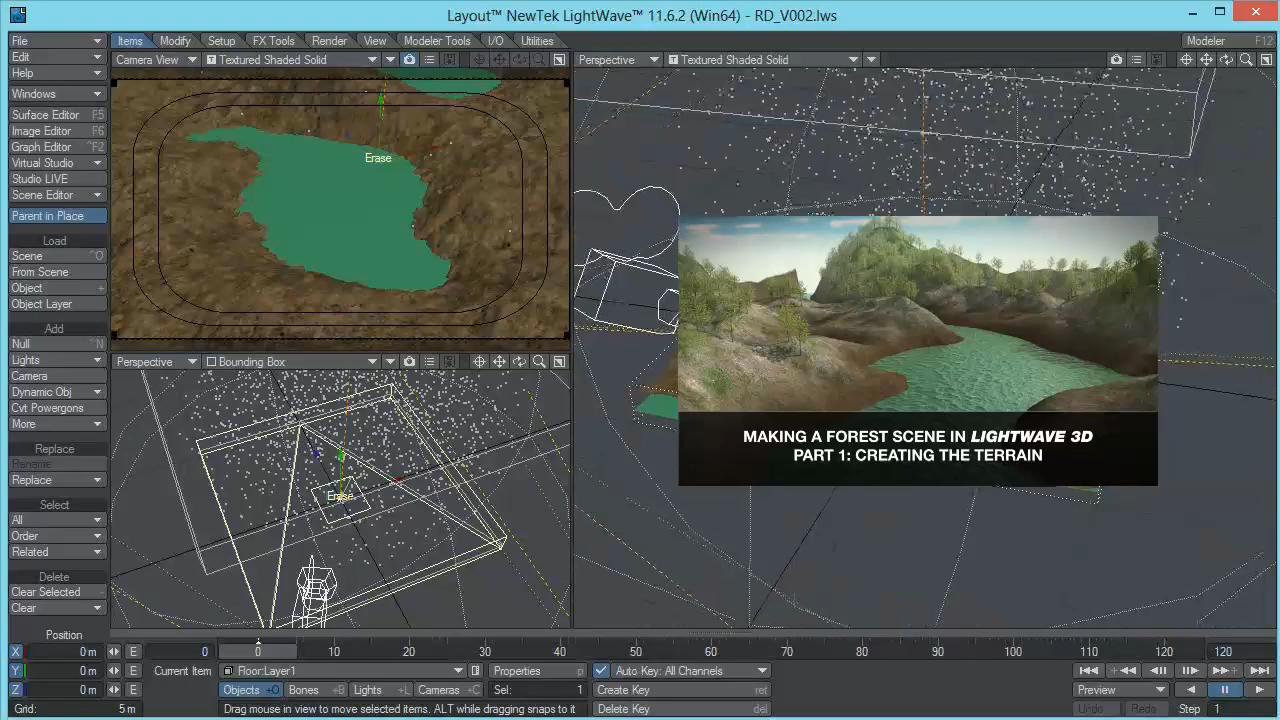 Layout™ NewTek LightWave™ 11.6.2 (Win64) - RD_V002.lws
File
Items Modify Setup FX Tools Render View Modeler Tools I/O Utilities
Modeler F12
Edit
Help
Windows
Surface Editor F5
Image Editor F6
Graph Editor ^F2
Virtual Studio
Studio LIVE
Scene Editor
Parent in Place
Load
Scene ^O
From Scene
Object +
Object Layer
Add
Null ^N
Lights
Camera
Dynamic Obj
Cvt Powergons
More
Replace
Rename
Replace
Select
All
Order
Related
Delete
Clear Selected -
Clear
Camera View Textured Shaded Solid
Erase
Perspective Textured Shaded Solid
Perspective Bounding Box
Erase
MAKING A FOREST SCENE IN LIGHTWAVE 3D
PART 1: CREATING THE TERRAIN
Position
X 0 m E 0 0 10 20 30 40 50 60 70 80 90 100 110 120 120
Y 0 m E Current Item Floor:Layer1 Properties p Auto Key: All Channels
Z 0 m E Objects +O Bones +B Lights +L Cameras +C Sel: 1 Create Key ret Preview
Grid: 5 m Drag mouse in view to move selected items. ALT while dragging snaps to it Delete Key del Undo Redo Step 1